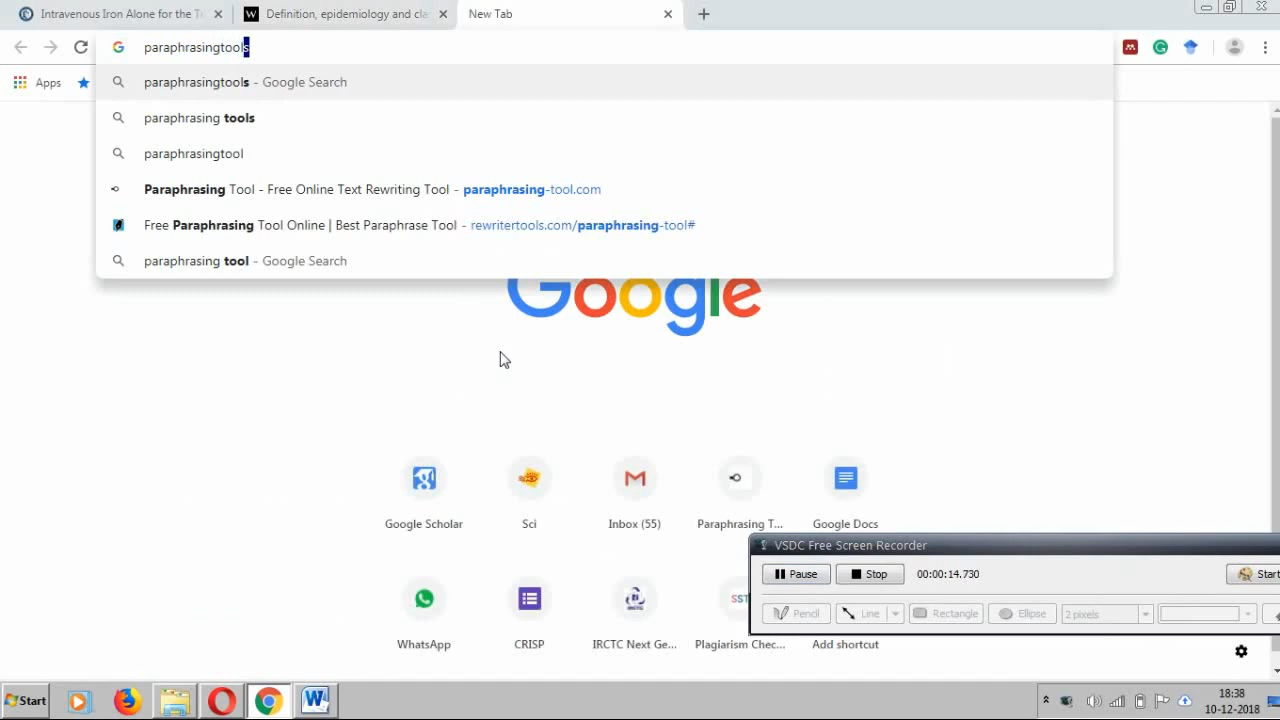 Intravenous Iron Alone for the T
Definition, epidemiology and cla
New Tab
paraphrasingtools
Apps
paraphrasingtools - Google Search
paraphrasing tools
paraphrasingtool
Paraphrasing Tool - Free Online Text Rewriting Tool - paraphrasing-tool.com
Free Paraphrasing Tool Online | Best Paraphrase Tool - rewritertools.com/paraphrasing-tool#
paraphrasing tool - Google Search
Google
Google Scholar
Sci
Inbox (55)
Paraphrasing T...
Google Docs
VSDC Free Screen Recorder
Pause
Stop
00:00:14.730
Start
Pencil
Line
Rectangle
Ellipse
2 pixels
SST
WhatsApp
CRISP
IRCTC Next Ge...
Plagiarism Chec...
Add shortcut
Start
18:38
10-12-2018